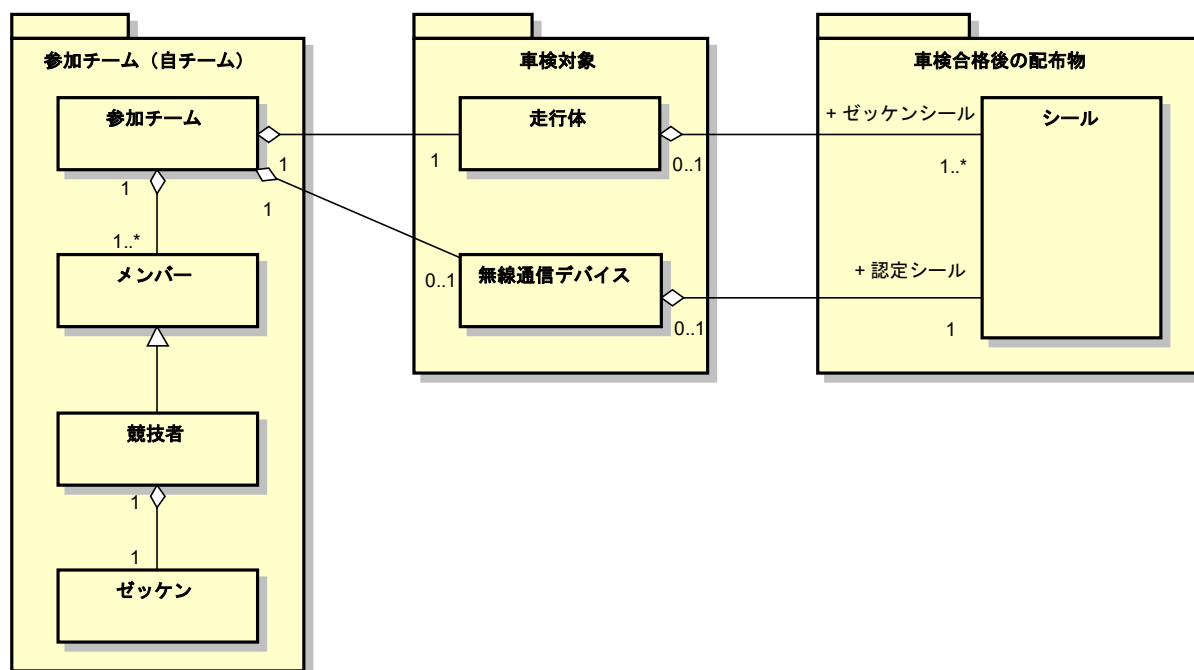 参加チーム（自チーム）
車検対象
車検合格後の配布物
参加チーム
走行体
+ ゼッケンシール
シール
1
1
0..1
1..*
1
1
1..*
メンバー
0..1
無線通信デバイス
+ 認定シール
0..1
1
競技者
1
1
ゼッケン